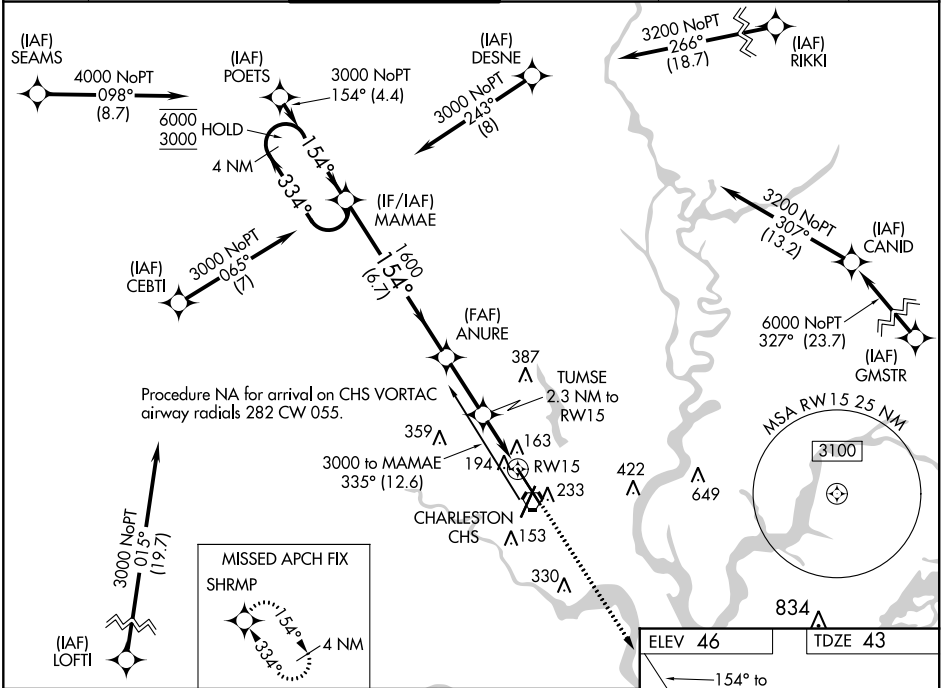 (IAF)
SEAMS
4000 NoPT
098°
(8.7)
(IAF)
POETS
3000 NoPT
154° (4.4)
6000
3000
HOLD
4 NM
154°
334°
(IF/IAF)
MAMAE
(IAF)
DESNE
3000 NoPT
243°
(8)
3200 NoPT
266°
(18.7)
(IAF)
RIKKI
3200 NoPT
307°
(13.2)
(IAF)
CANID
6000 NoPT
327° (23.7)
(IAF)
GMSTR
(IAF)
CEBTI
3000 NoPT
065°
(7)
1600
154°
(6.7)
(FAF)
ANURE
387
TUMSE
2.3 NM to
RW15
Procedure NA for arrival on CHS VORTAC
airway radials 282 CW 055.
359
163
194
RW15
3000 to MAMAE
335° (12.6)
233
422
649
CHARLESTON
CHS
153
330
834
MSA RW15 25 NM
3100
3000 NoPT
015°
(19.7)
(IAF)
LOFTI
MISSED APCH FIX
SHRMP
154°
334°
4 NM
ELEV 46
TDZE 43
154° to